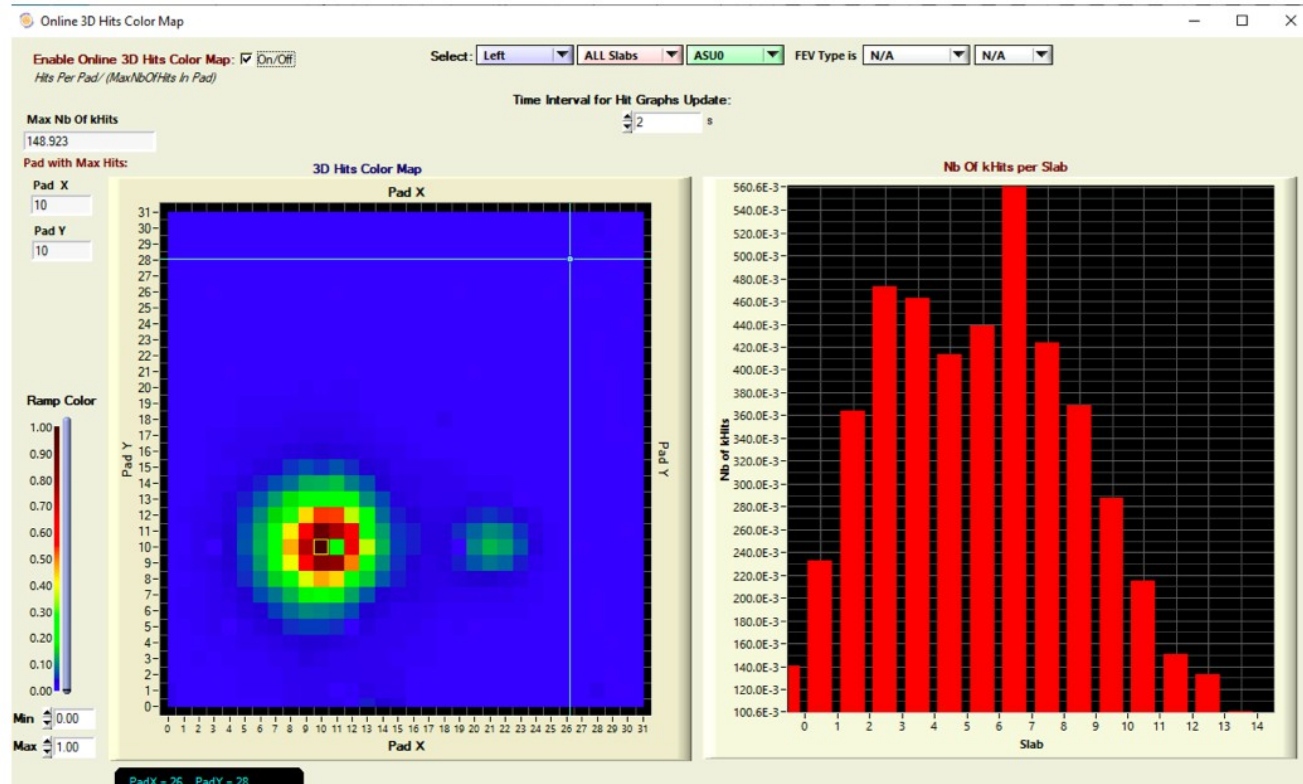 Online 3D Hits Color Map
Enable Online 3D Hits Color Map: On/Off
Hits Per Pad/ (MaxNbOfHits In Pad)
Select: Left ALL Slabs ASU0 FEV Type is N/A N/A
Time Interval for Hit Graphs Update:
2 s
Max Nb Of kHits
148.923
Pad with Max Hits:
Pad X
10
Pad Y
10
Ramp Color
1.00
0.90
0.80
0.70
0.60
0.50
0.40
0.30
0.20
0.10
0.00
Min 0.00
Max 1.00
3D Hits Color Map
Pad X
31
30
29
28
27
26
25
24
23
22
21
20
19
18
17
16
15
14
13
12
11
10
9
8
7
6
5
4
3
2
1
0
Pad Y
Pad Y
0 1 2 3 4 5 6 7 8 9 10 11 12 13 14 15 16 17 18 19 20 21 22 23 24 25 26 27 28 29 30 31
Pad X
PadX = 26 PadY = 28
Nb Of kHits per Slab
560.6E-3
540.0E-3
520.0E-3
500.0E-3
480.0E-3
460.0E-3
440.0E-3
420.0E-3
400.0E-3
380.0E-3
360.0E-3
340.0E-3
320.0E-3
300.0E-3
280.0E-3
260.0E-3
240.0E-3
220.0E-3
200.0E-3
180.0E-3
160.0E-3
140.0E-3
120.0E-3
100.6E-3
Nb of kHits
0 1 2 3 4 5 6 7 8 9 10 11 12 13 14
Slab